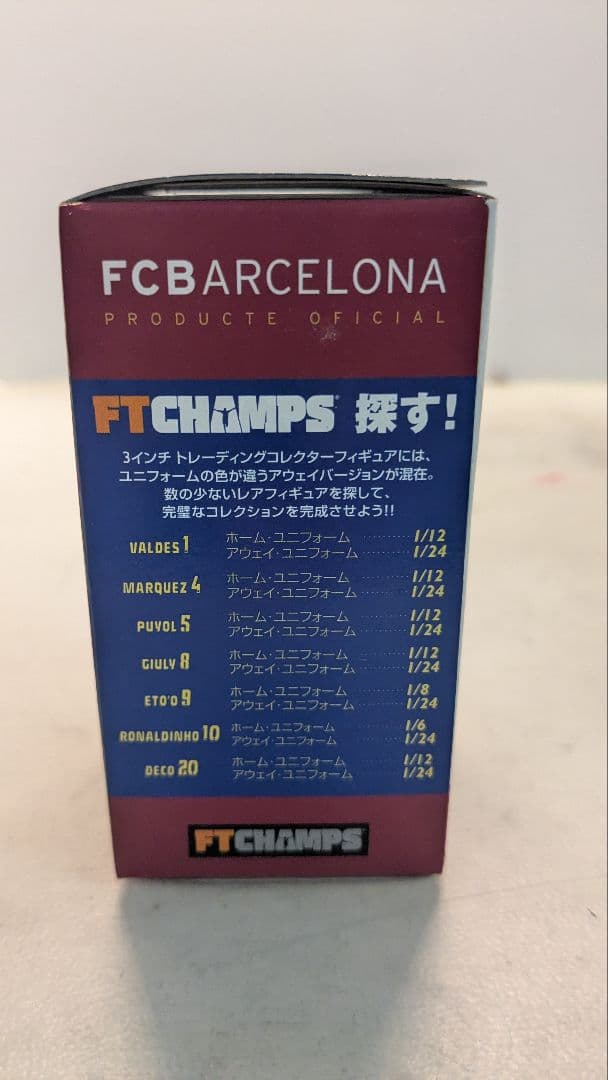 FCBARCELONA
PRODUCTE OFICIAL
FTCHAMPS® 探す!
3インチ トレーディングコレクターフィギュアには、
ユニフォームの色が違うアウェイバージョンが混在。
数の少ないレアフィギュアを探して、
完璧なコレクションを完成させよう!!
VALDES 1 ホーム・ユニフォーム ········· 1/12
アウェイ・ユニフォーム ······· 1/24
MARQUEZ 4 ホーム・ユニフォーム ········· 1/12
アウェイ・ユニフォーム ······· 1/24
PUYOL 5 ホーム・ユニフォーム ········· 1/12
アウェイ・ユニフォーム ······· 1/24
GIULY 8 ホーム・ユニフォーム ········· 1/12
アウェイ・ユニフォーム ······· 1/24
ETO'O 9 ホーム・ユニフォーム ········· 1/8
アウェイ・ユニフォーム ······· 1/24
RONALDINHO 10 ホーム・ユニフォーム ········· 1/6
アウェイ・ユニフォーム ······· 1/24
DECO 20 ホーム・ユニフォーム ········· 1/12
アウェイ・ユニフォーム ······· 1/24
FTCHAMPS